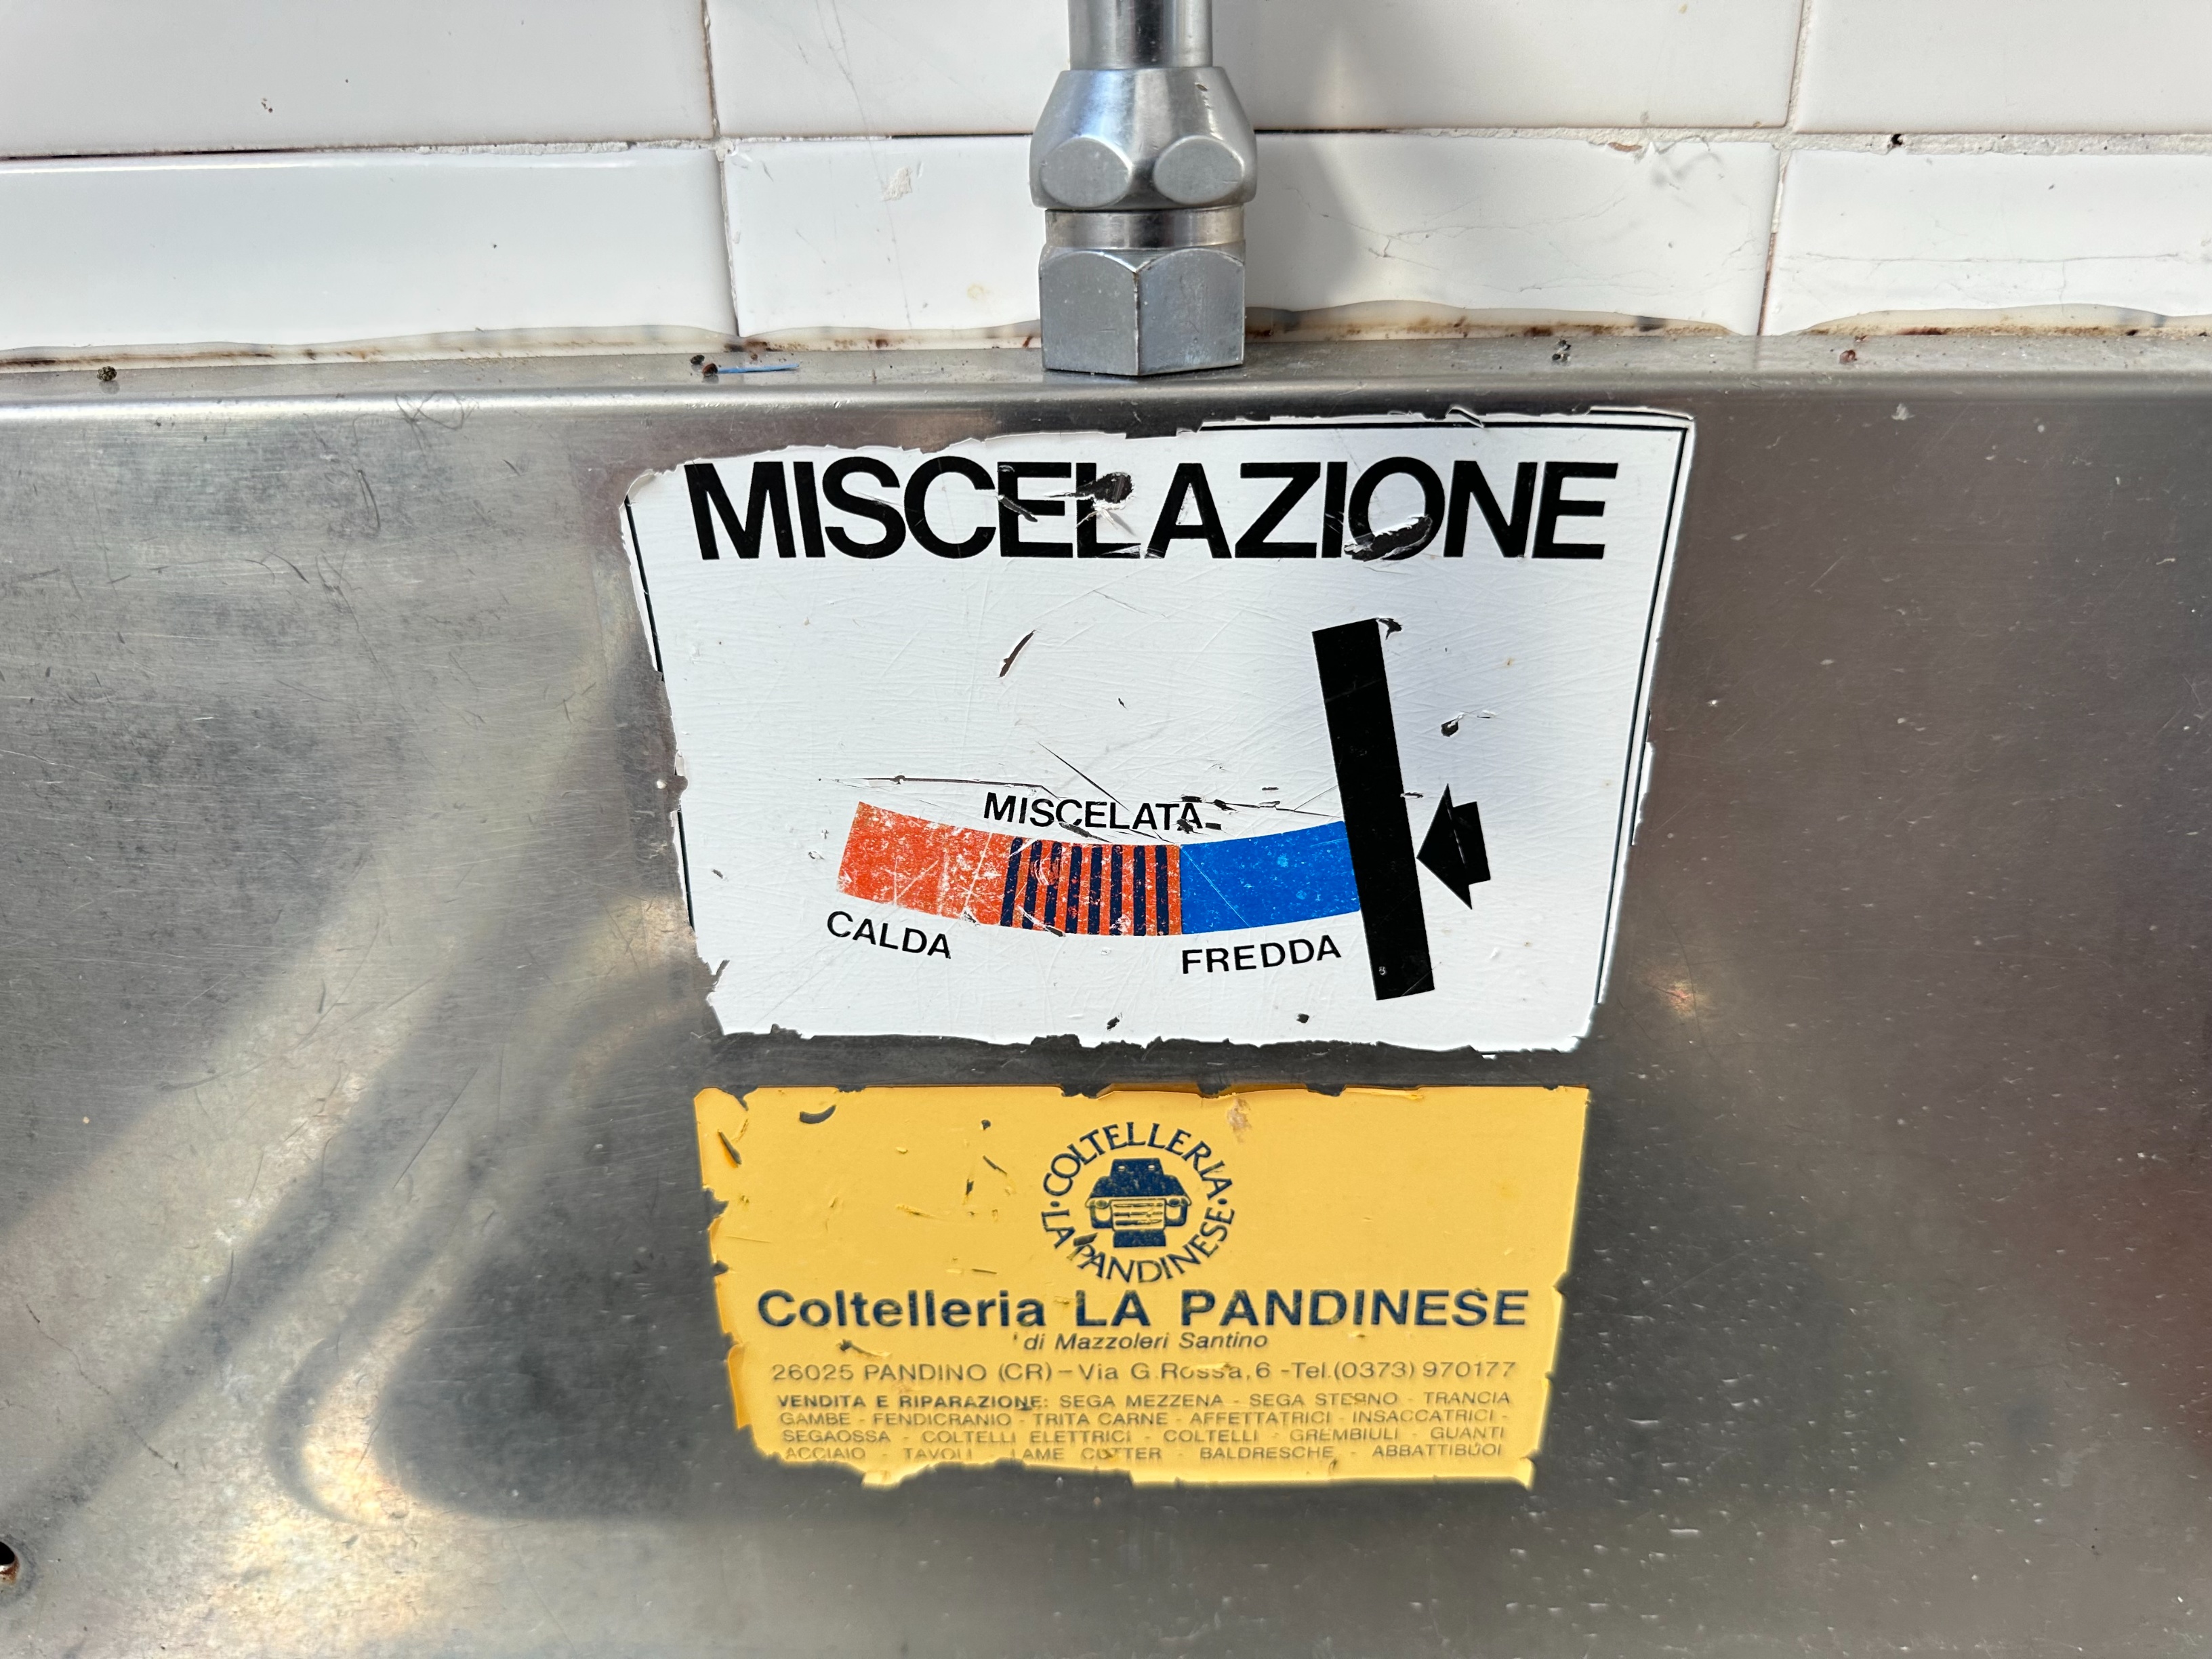 MISCELAZIONE
MISCELATA
CALDA
FREDDA
COLTELLERIA
· LA PANDINESE ·
Coltelleria LA PANDINESE
di Mazzoleri Santino
26025 PANDINO (CR) - Via G. Rossa, 6 - Tel. (0373) 970177
VENDITA E RIPARAZIONE: SEGA MEZZENA - SEGA STERNO - TRANCIA
GAMBE - FENDICRANIO - TRITA CARNE - AFFETTATRICI - INSACCATRICI -
SEGAOSSA - COLTELLI ELETTRICI - COLTELLI - GREMBIULI - GUANTI
ACCIAIO - TAVOLI - LAME CUTTER - BALDRESCHE - ABBATTIBUOI